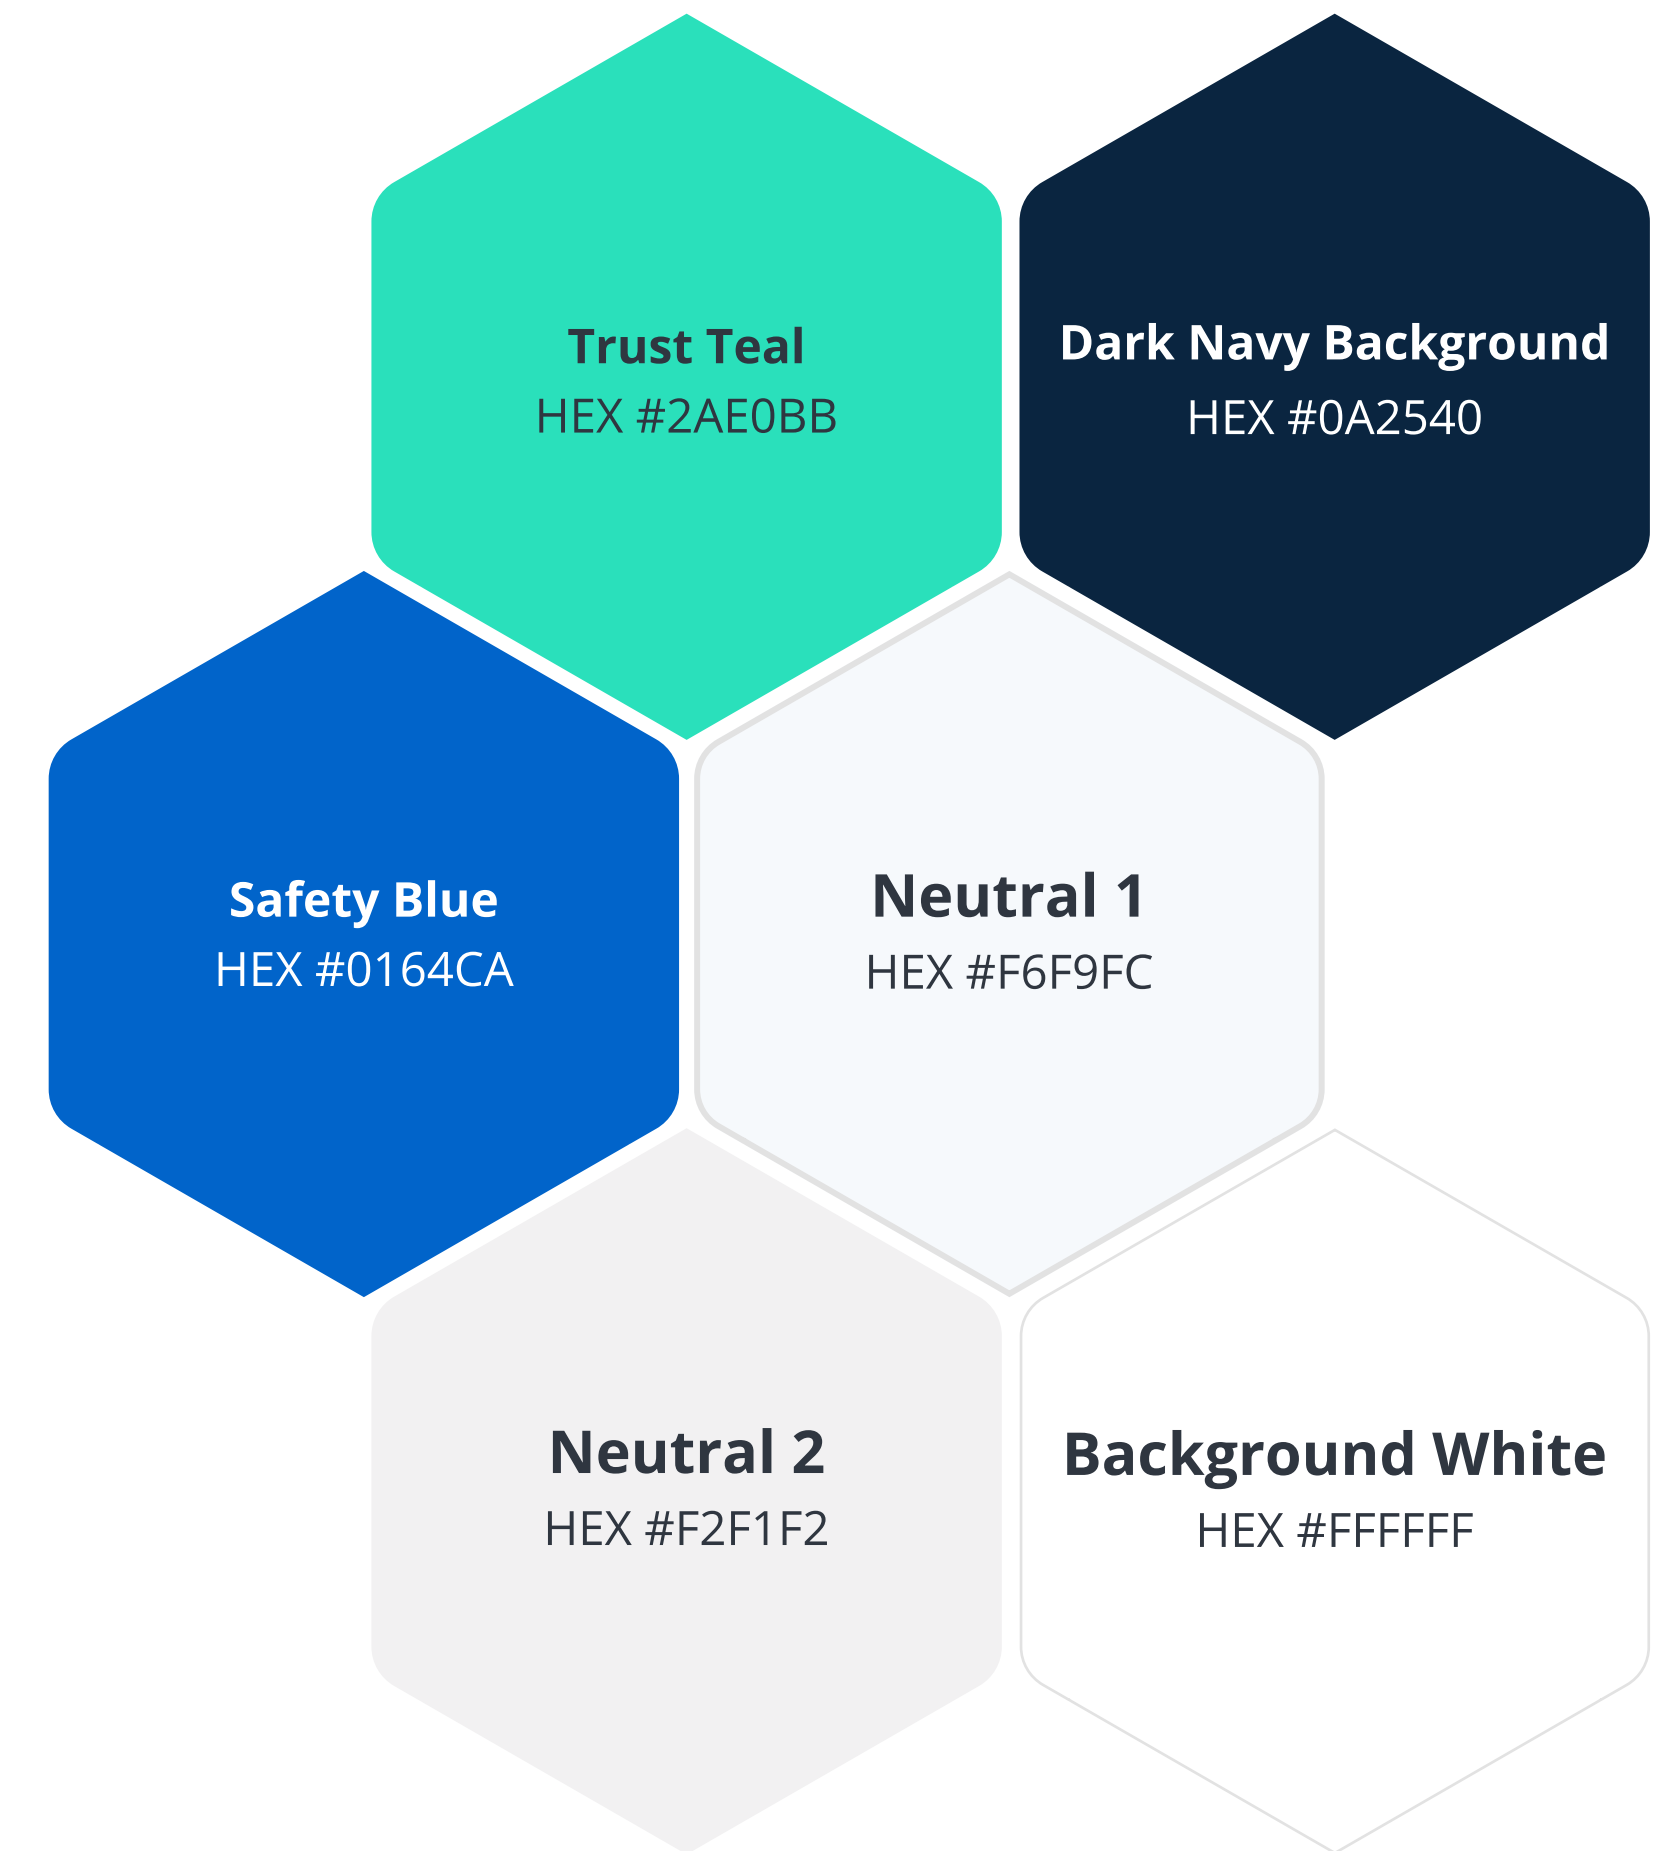 Trust Teal
HEX #2AE0BB
Dark Navy Background
HEX #0A2540
Safety Blue
HEX #0164CA
Neutral 1
HEX #F6F9FC
Neutral 2
HEX #F2F1F2
Background White
HEX #FFFFFF